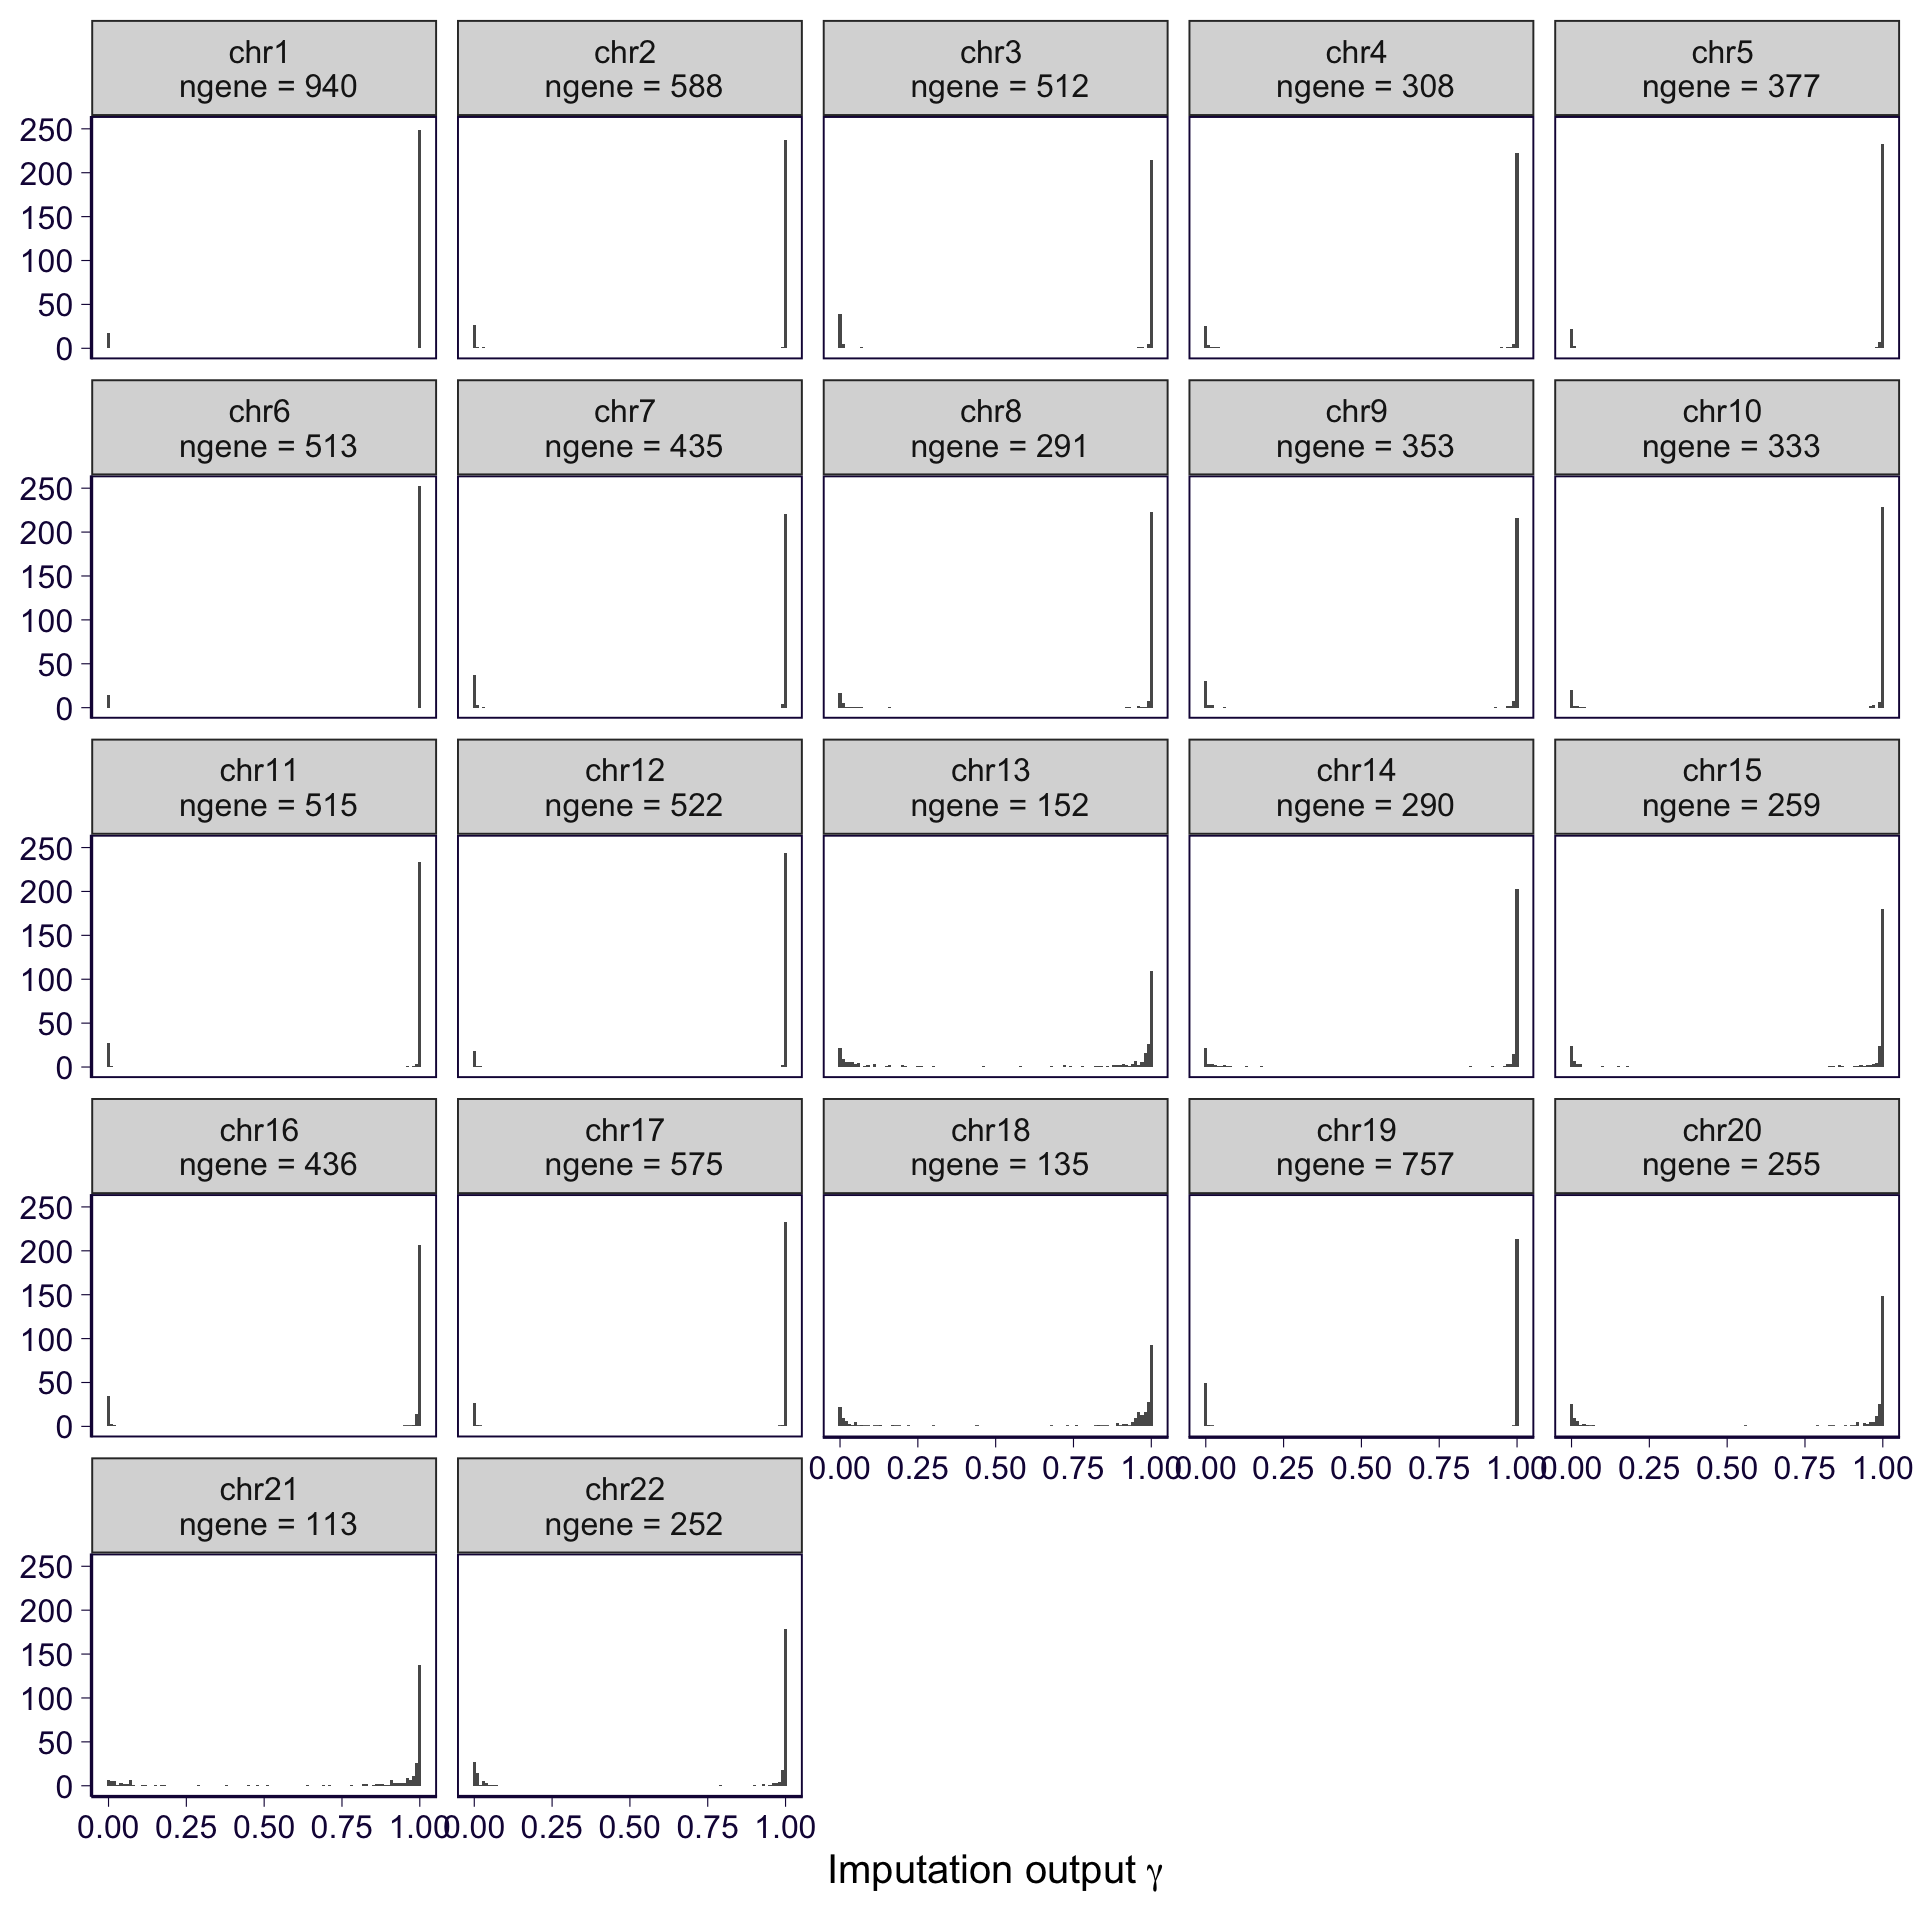 chr1
ngene = 940
chr2
ngene = 588
chr3
ngene = 512
chr4
ngene = 308
chr5
ngene = 377
250
200
150
100
50
0
chr6
ngene = 513
chr7
ngene = 435
chr8
ngene = 291
chr9
ngene = 353
chr10
ngene = 333
250
200
150
100
50
0
chr11
ngene = 515
chr12
ngene = 522
chr13
ngene = 152
chr14
ngene = 290
chr15
ngene = 259
250
200
150
100
50
0
chr16
ngene = 436
chr17
ngene = 575
chr18
ngene = 135
chr19
ngene = 757
chr20
ngene = 255
250
200
150
100
50
0
0.00 0.25 0.50 0.75 1.00
0.00 0.25 0.50 0.75 1.00
0.00 0.25 0.50 0.75 1.00
chr21
ngene = 113
chr22
ngene = 252
250
200
150
100
50
0
0.00 0.25 0.50 0.75 1.00
0.00 0.25 0.50 0.75 1.00
Imputation output γ